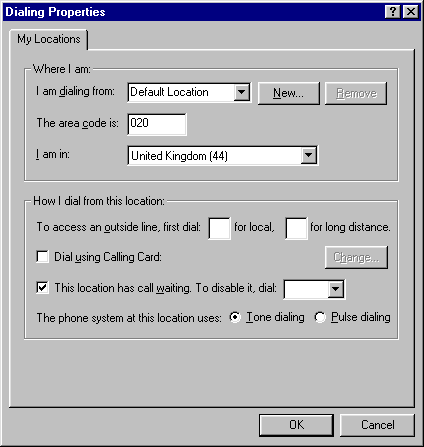 Dialing Properties
My Locations
Where I am:
I am dialing from: Default Location New... Remove
The area code is: 020
I am in: United Kingdom (44)
How I dial from this location:
To access an outside line, first dial: for local, for long distance.
Dial using Calling Card: Change...
This location has call waiting. To disable it, dial:
The phone system at this location uses: Tone dialing Pulse dialing
OK Cancel